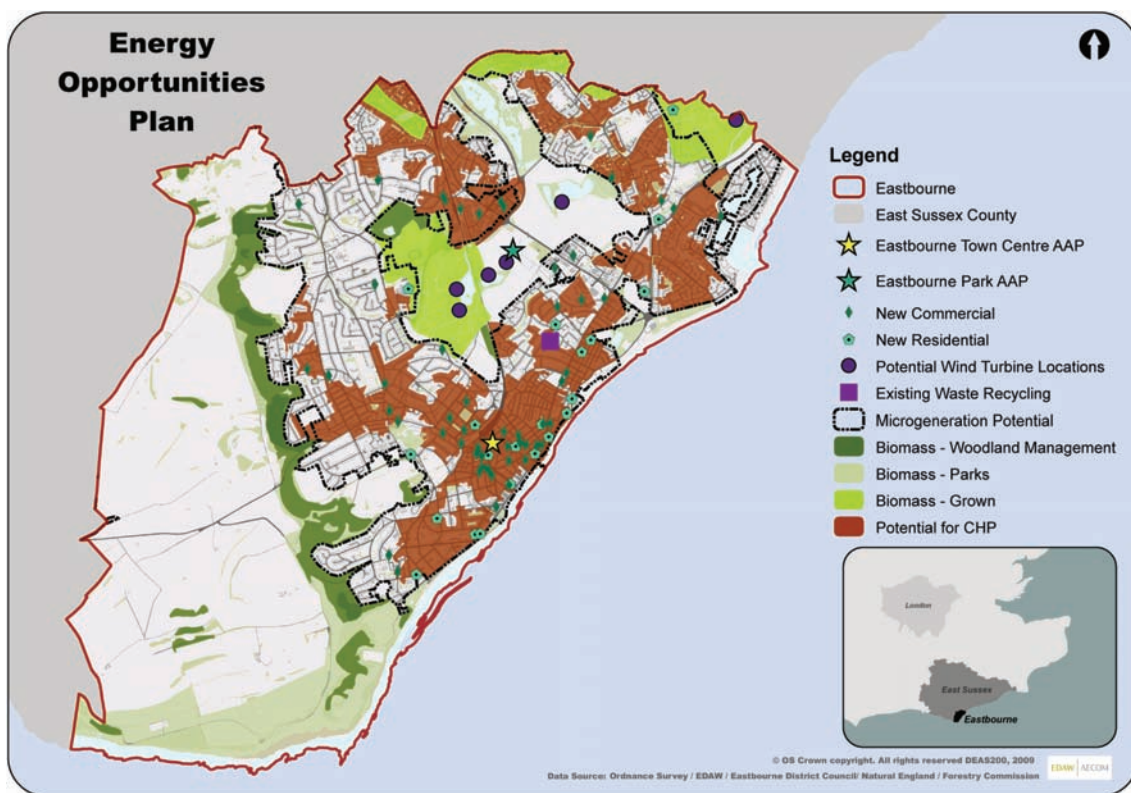 Energy
Opportunities
Plan
Legend
Eastbourne
East Sussex County
Eastbourne Town Centre AAP
Eastbourne Park AAP
New Commercial
New Residential
Potential Wind Turbine Locations
Existing Waste Recycling
Microgeneration Potential
Biomass - Woodland Management
Biomass - Parks
Biomass - Grown
Potential for CHP
London
East Sussex
Eastbourne
© OS Crown copyright. All rights reserved DEAS200, 2009
Data Source: Ordnance Survey / EDAW / Eastbourne District Council/ Natural England / Forestry Commission
EDAW | AECOM